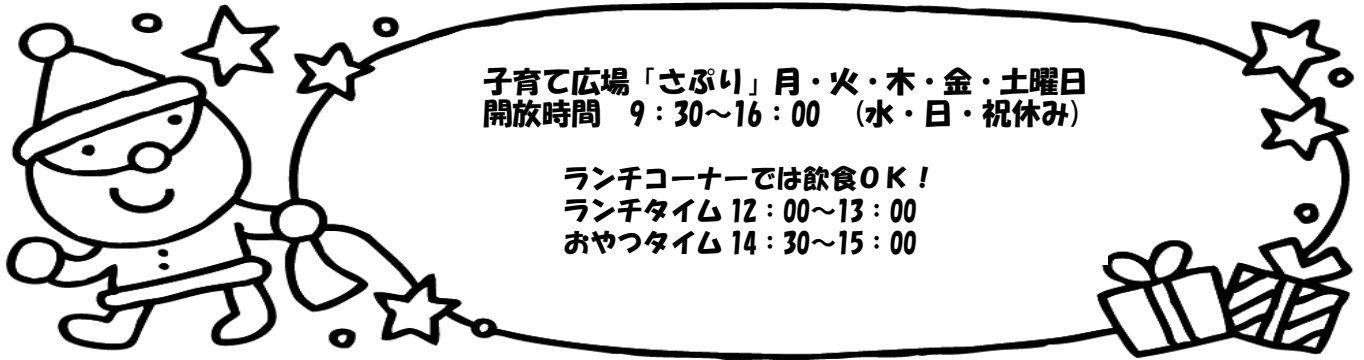 子育て広場「さぷり」月・火・木・金・土曜日
開放時間　9：30～16：00　（水・日・祝休み）
ランチコーナーでは飲食OK！
ランチタイム 12：00～13：00
おやつタイム 14：30～15：00